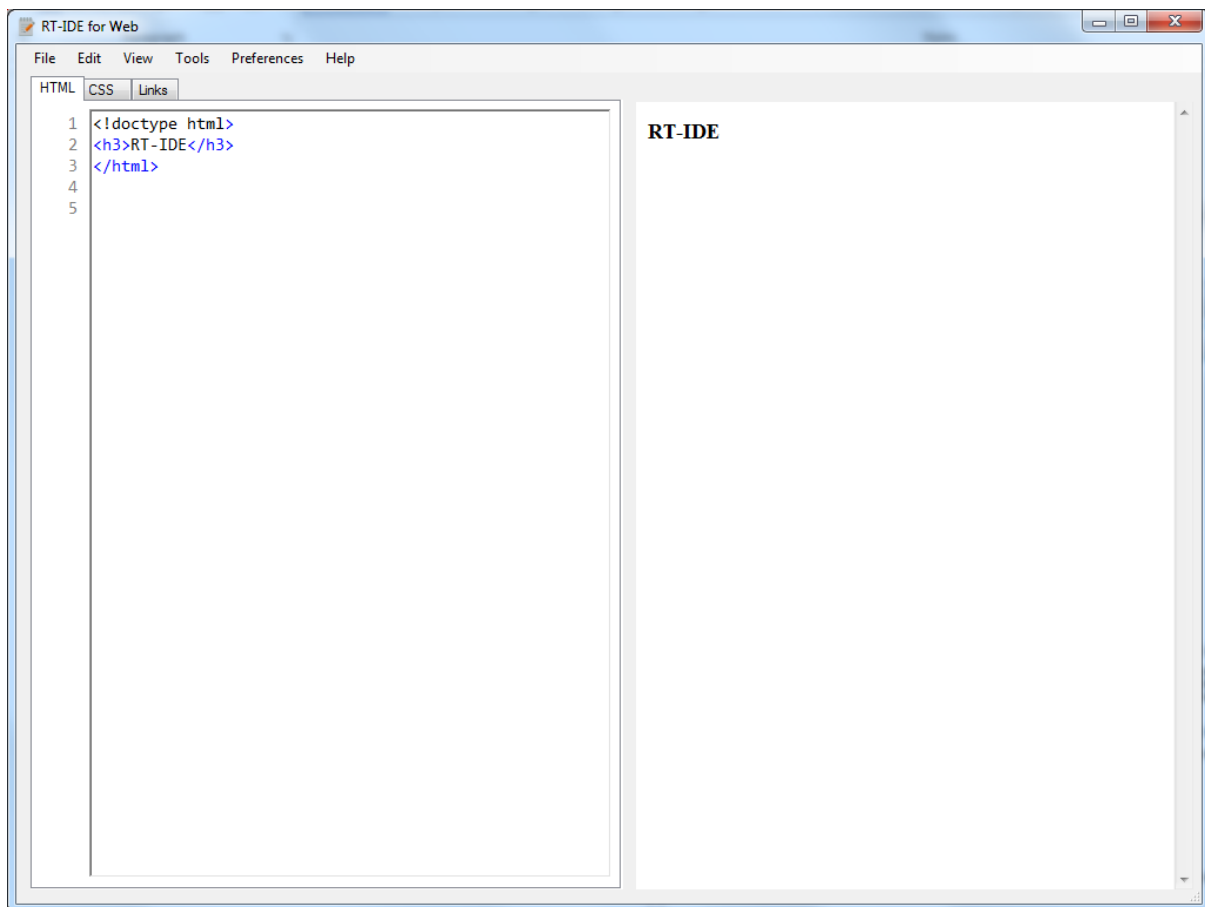 RT-IDE for Web
File Edit View Tools Preferences Help
HTML CSS Links
1 <!doctype html>
2 <h3>RT-IDE</h3>
3 </html>
4
5
RT-IDE